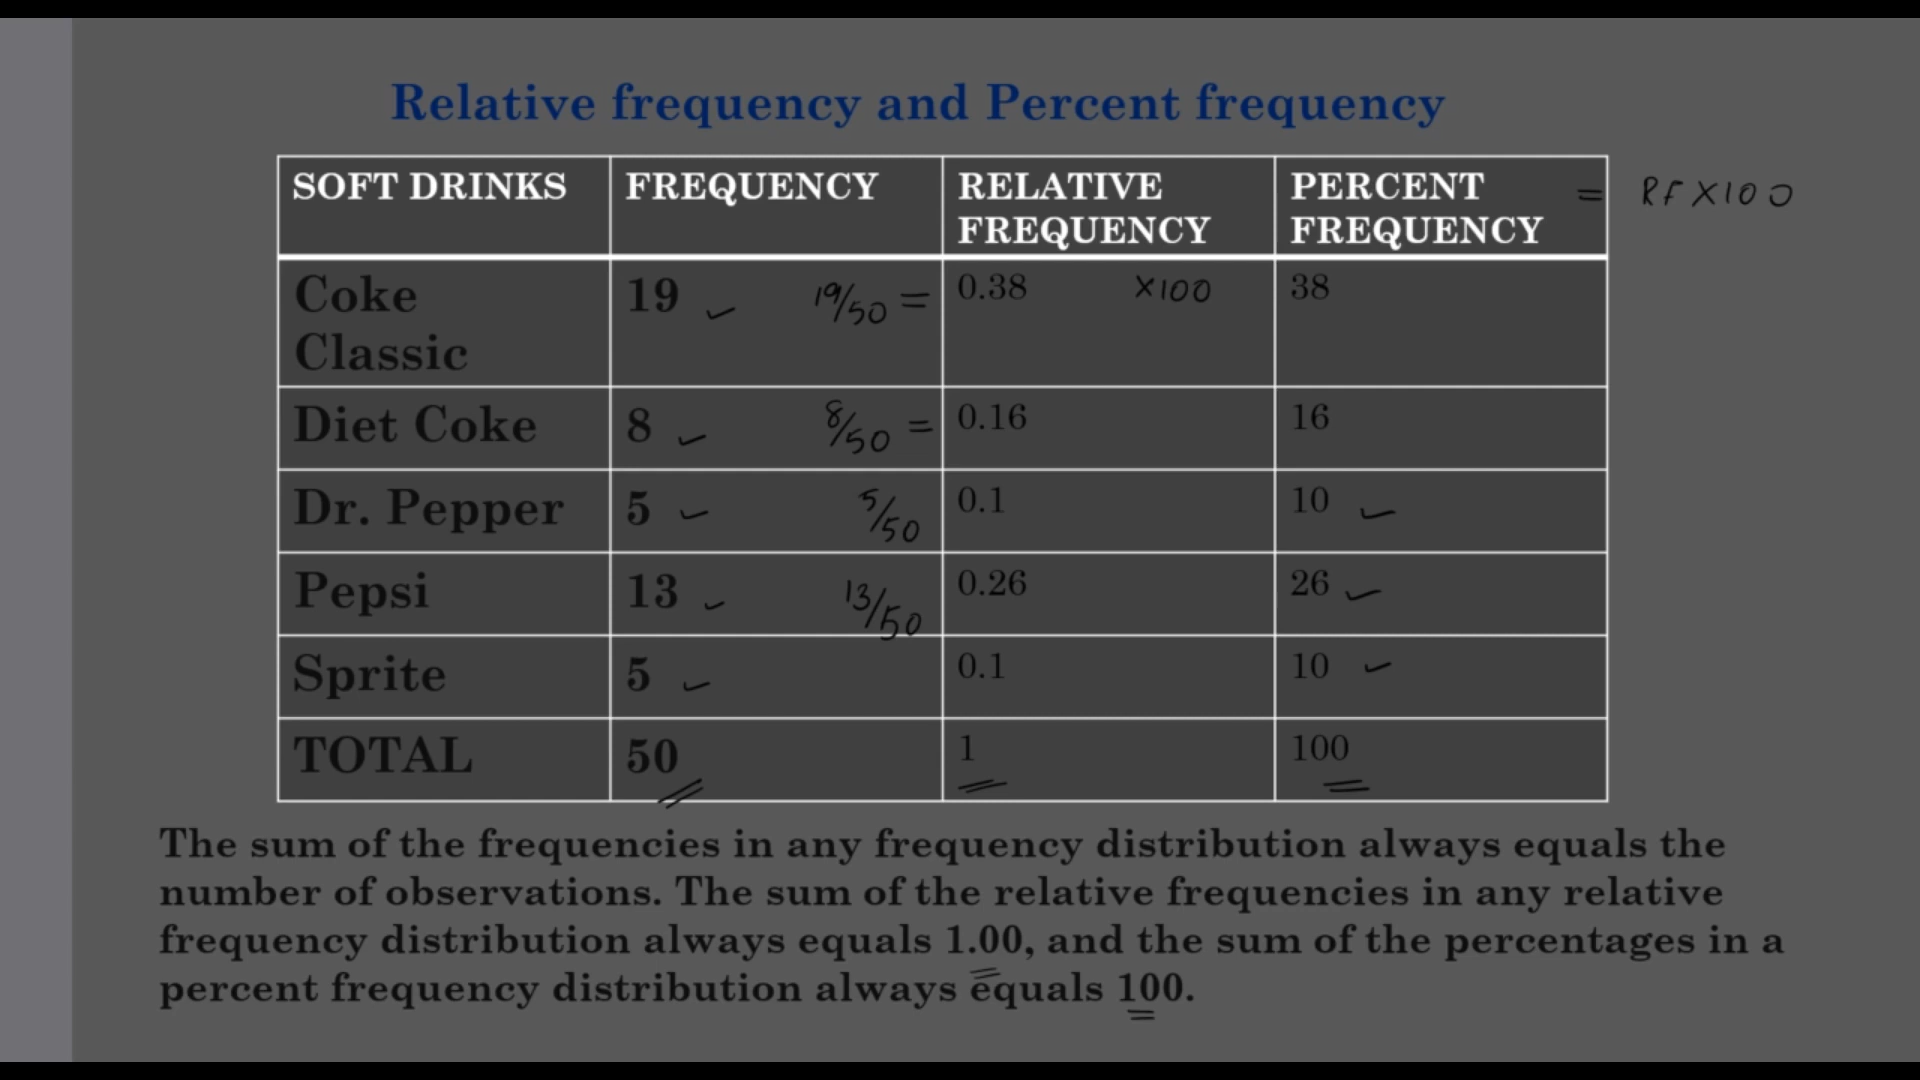 Relative frequency and Percent frequency
SOFT DRINKS FREQUENCY RELATIVE FREQUENCY PERCENT FREQUENCY = RF X100
Coke Classic 19 19/50 = 0.38 X100 38
Diet Coke 8 8/50 = 0.16 16
Dr. Pepper 5 5/50 0.1 10
Pepsi 13 13/50 0.26 26
Sprite 5 0.1 10
TOTAL 50 1 100
The sum of the frequencies in any frequency distribution always equals the
number of observations. The sum of the relative frequencies in any relative
frequency distribution always equals 1.00, and the sum of the percentages in a
percent frequency distribution always equals 100.